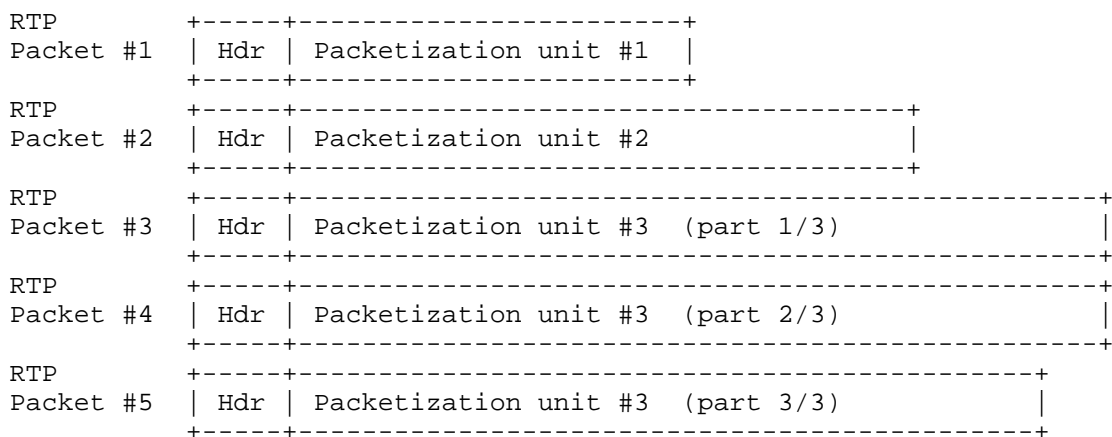 RTP           +-----+------------------------+
Packet #1  | Hdr | Packetization unit #1  |
           +-----+------------------------+
RTP        +-----+--------------------------------------+
Packet #2  | Hdr | Packetization unit #2                |
           +-----+--------------------------------------+
RTP        +-----+--------------------------------------------------+
Packet #3  | Hdr | Packetization unit #3  (part 1/3)                |
           +-----+--------------------------------------------------+
RTP        +-----+--------------------------------------------------+
Packet #4  | Hdr | Packetization unit #3  (part 2/3)                |
           +-----+--------------------------------------------------+
RTP        +-----+----------------------------------------------+
Packet #5  | Hdr | Packetization unit #3  (part 3/3)            |
           +-----+----------------------------------------------+